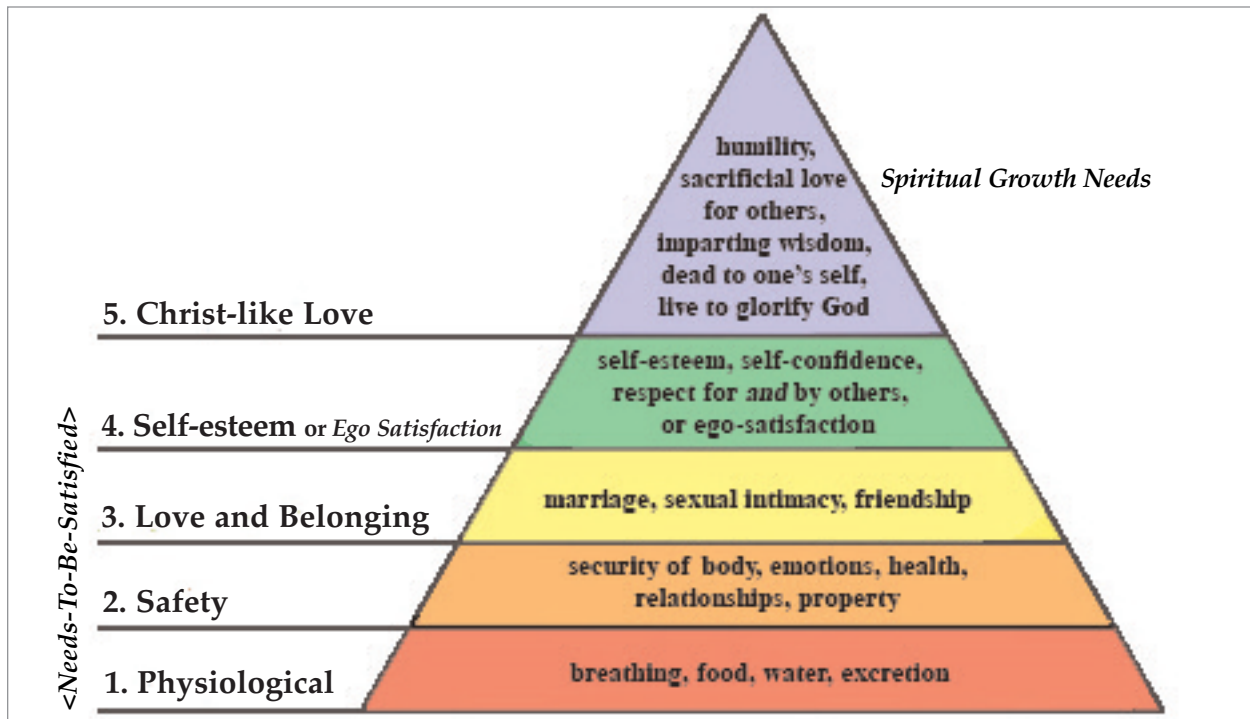 humility,
sacrificial love
for others,
imparting wisdom,
dead to one's self,
live to glorify God
Spiritual Growth Needs
5. Christ-like Love
self-esteem, self-confidence,
respect for and by others,
or ego-satisfaction
4. Self-esteem or Ego Satisfaction
marriage, sexual intimacy, friendship
3. Love and Belonging
security of body, emotions, health,
relationships, property
2. Safety
breathing, food, water, excretion
1. Physiological
<Needs-To-Be-Satisfied>